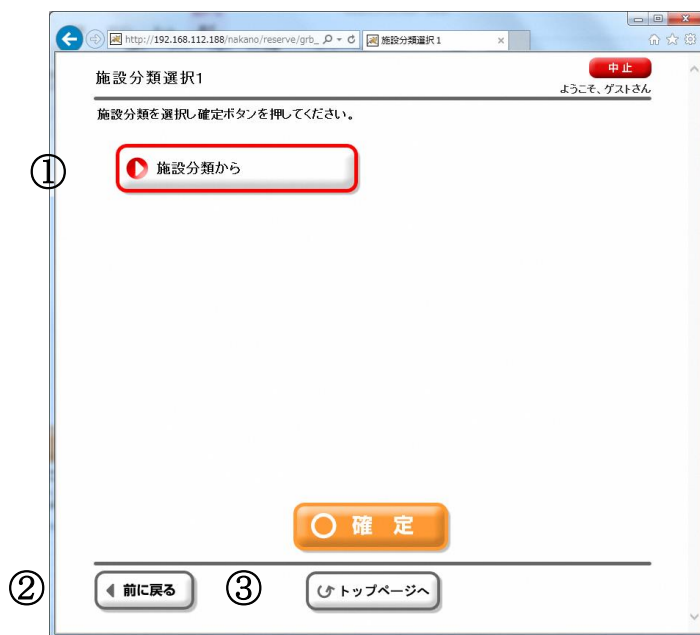 http://192.168.112.188/nakano/reserve/grb_
施設分類選択1
×
施設分類選択1
中止
ようこそ、ゲストさん
施設分類を選択し確定ボタンを押してください。
①
施設分類から
確 定
②
前に戻る
③
トップページへ